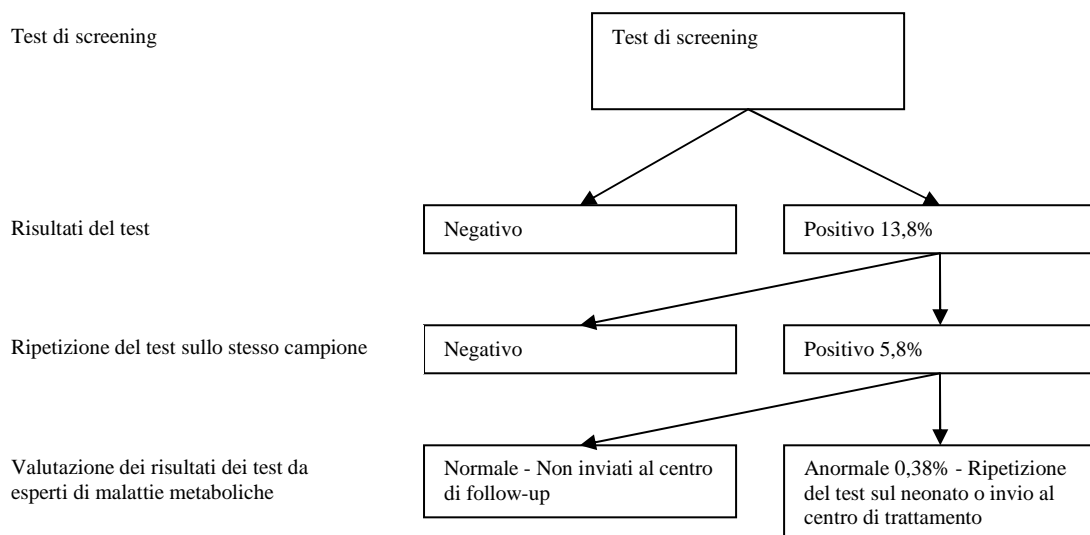 Test di screening
Test di screening
Risultati del test
Negativo
Positivo 13,8%
Ripetizione del test sullo stesso campione
Negativo
Positivo 5,8%
Valutazione dei risultati dei test da
esperti di malattie metaboliche
Normale - Non inviati al centro
di follow-up
Anormale 0,38% - Ripetizione
del test sul neonato o invio al
centro di trattamento